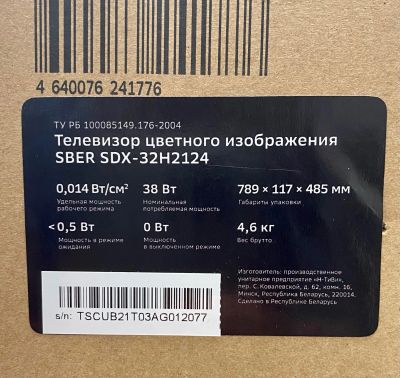 4 640076 241776
ТУ РБ 100085149.176-2004
Телевизор цветного изображения
SBER SDX-32H2124
0,014 Вт/см² 38 Вт 789 × 117 × 485 мм
Удельная мощность рабочего режима Номинальная потребляемая мощность Габариты упаковки
<0,5 Вт 0 Вт 4,6 кг
Мощность в режиме ожидания Мощность в выключенном режиме Вес брутто
Изготовитель: производственное
унитарное предприятие «Н-ТиВи»
пер. С. Ковалевской, д. 62, комн. 16,
Минск, Республика Беларусь, 220014.
Сделано в Республике Беларусь
s/n: TSCUB21T03AG012077